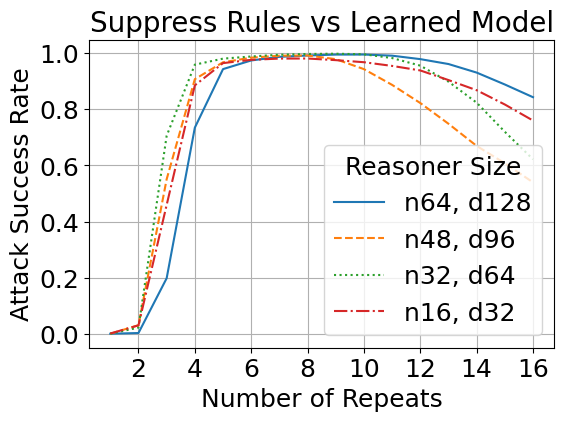 Suppress Rules vs Learned Model
Attack Success Rate
1.0
0.8
0.6
0.4
0.2
0.0
Reasoner Size
n64, d128
n48, d96
n32, d64
n16, d32
2 4 6 8 10 12 14 16
Number of Repeats